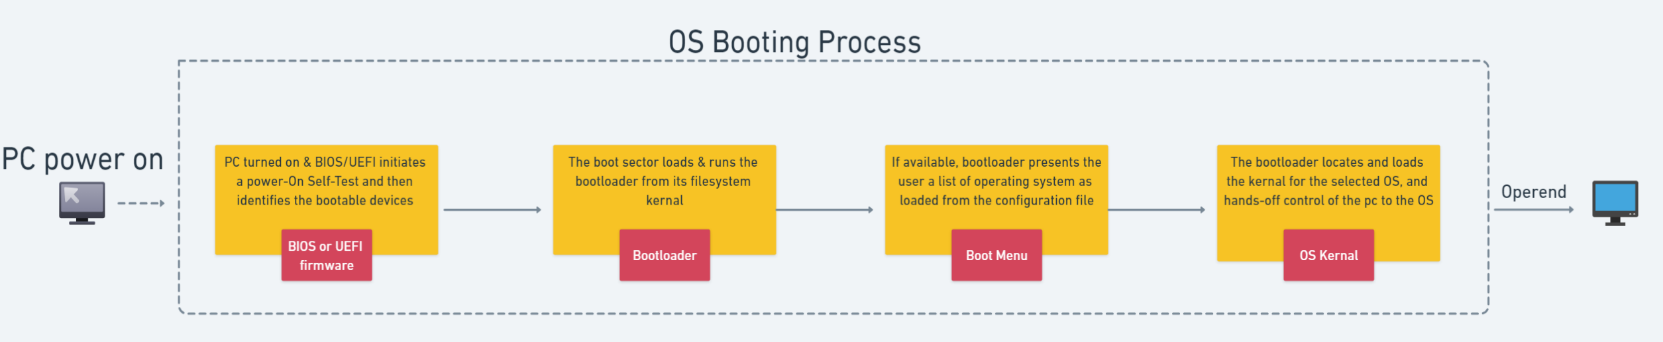 OS Booting Process
PC power on
PC turned on & BIOS/UEFI initiates
a power-On Self-Test and then
identifies the bootable devices
BIOS or UEFI
firmware
The boot sector loads & runs the
bootloader from its filesystem
kernal
Bootloader
If available, bootloader presents the
user a list of operating system as
loaded from the configuration file
Boot Menu
The bootloader locates and loads
the kernal for the selected OS, and
hands-off control of the pc to the OS
OS Kernal
Operend